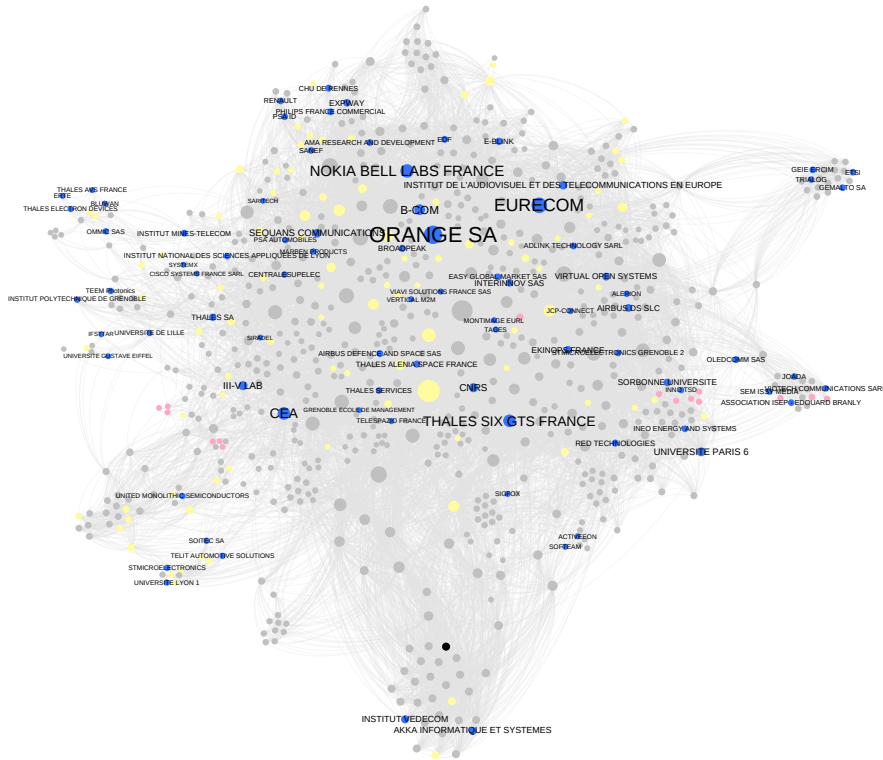 CHU DE RENNES
RENAULT
EXPWAY
PHILIPS FRANCE COMMERCIAL
PSA ID
AMA RESEARCH AND DEVELOPMENT
EDF
E-BLINK
SANEF
NOKIA BELL LABS FRANCE
GEIE ERCIM
ETSI
TRIALOG
GEMALTO SA
INSTITUT DE L'AUDIOVISUEL ET DES TELECOMMUNICATIONS EN EUROPE
THALES AVS FRANCE
ERTE
BLUWAN
THALES ELECTRON DEVICES
B-COM
EURECOM
OMMIC SAS
INSTITUT MINES-TELECOM
SEQUANS COMMUNICATIONS
ORANGE SA
PSA AUTOMOBILES
BROADPEAK
ADLINK TECHNOLOGY SARL
MARBEN PRODUCTS
INSTITUT NATIONAL DES SCIENCES APPLIQUEES DE LYON
SYSTEMX
CISCO SYSTEMS FRANCE SARL
CENTRALESUPELEC
EASY GLOBAL MARKET SAS
INTERINNOV SAS
VIRTUAL OPEN SYSTEMS
TEEM Photonics
INSTITUT POLYTECHNIQUE DE GRENOBLE
VIAVI SOLUTIONS FRANCE SAS
VERTICAL M2M
ALERION
JCP-CONNECT
AIRBUS DS SLC
THALES SA
MONTIMAGE EURL
TAGES
IFSTTAR
UNIVERSITE DE LILLE
SIRADEL
UNIVERSITE GUSTAVE EIFFEL
AIRBUS DEFENCE AND SPACE SAS
EKINOPS FRANCE
STMICROELECTRONICS GRENOBLE 2
THALES ALENIA SPACE FRANCE
OLEDCOMM SAS
III-V LAB
THALES SERVICES
CNRS
SORBONNE UNIVERSITE
INNO TSD
JOADA
SEM ISSY MEDIA
ASSOCIATION ISEP
EDOUARD BRANLY
CEA
GRENOBLE ECOLE DE MANAGEMENT
TELESPAZIO FRANCE
THALES SIX GTS FRANCE
INEO ENERGY AND SYSTEMS
RED TECHNOLOGIES
UNIVERSITE PARIS 6
UNITED MONOLITHIC SEMICONDUCTORS
SIGFOX
SOITEC SA
ACTIVEEON
SOFTEAM
TELIT AUTOMOTIVE SOLUTIONS
STMICROELECTRONICS
UNIVERSITE LYON 1
INSTITUT VEDECOM
AKKA INFORMATIQUE ET SYSTEMES